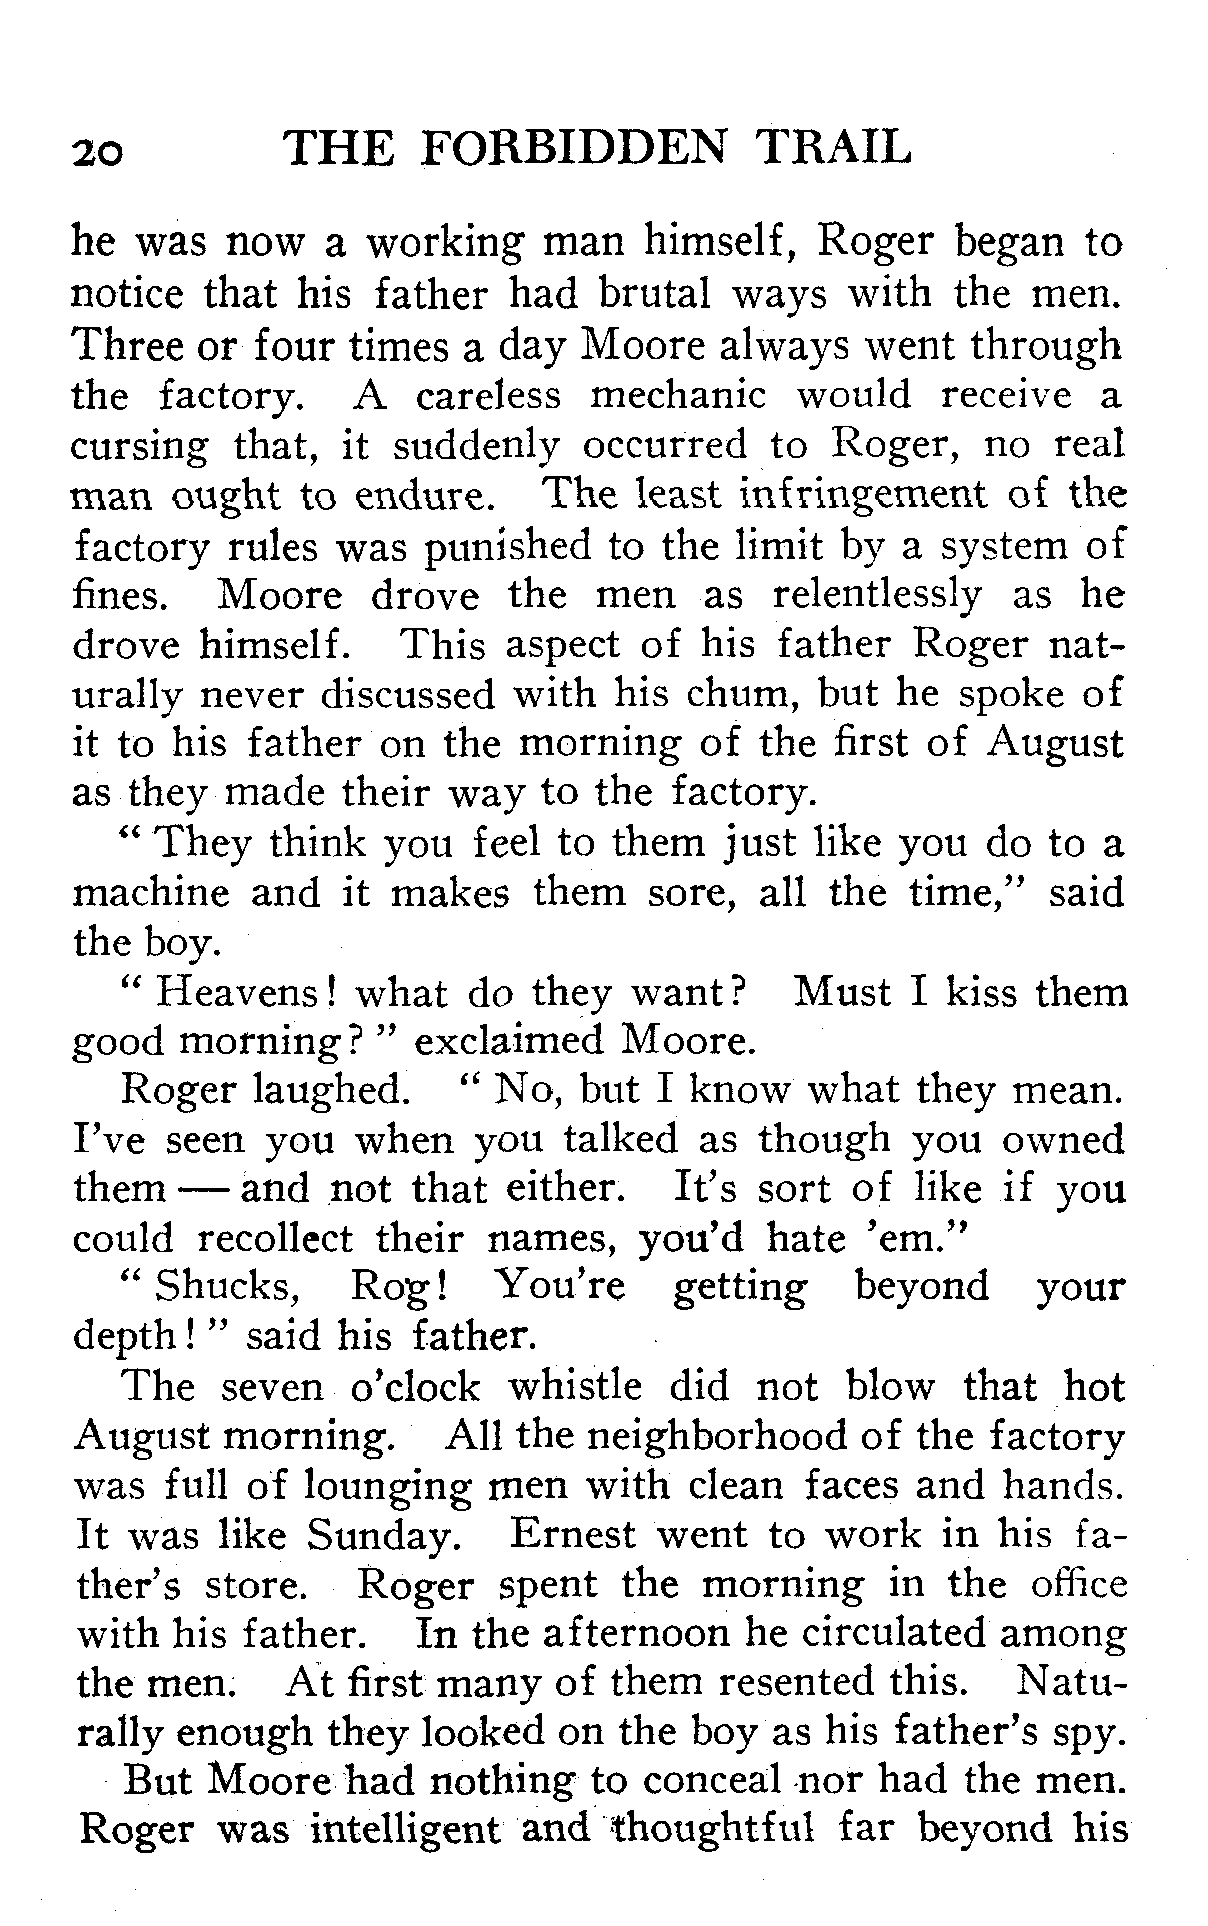 20 THE FORBIDDEN TRAIL
he was now a working man himself, Roger began to
notice that his father had brutal ways with the men.
Three or four times a day Moore always went through
the factory. A careless mechanic would receive a
cursing that, it suddenly occurred to Roger, no real
man ought to endure. The least infringement of the
factory rules was punished to the limit by a system of
fines. Moore drove the men as relentlessly as he
drove himself. This aspect of his father Roger nat-
urally never discussed with his chum, but he spoke of
it to his father on the morning of the first of August
as they made their way to the factory.
“ They think you feel to them just like you do to a
machine and it makes them sore, all the time,” said
the boy.
“ Heavens! what do they want? Must I kiss them
good morning? ” exclaimed Moore.
Roger laughed. “ No, but I know what they mean.
I’ve seen you when you talked as though you owned
them — and not that either. It’s sort of like if you
could recollect their names, you’d hate ’em.”
“ Shucks, Rog! You’re getting beyond your
depth! ” said his father.
The seven o’clock whistle did not blow that hot
August morning. All the neighborhood of the factory
was full of lounging men with clean faces and hands.
It was like Sunday. Ernest went to work in his fa-
ther’s store. Roger spent the morning in the office
with his father. In the afternoon he circulated among
the men. At first many of them resented this. Natu-
rally enough they looked on the boy as his father’s spy.
But Moore had nothing to conceal nor had the men.
Roger was intelligent and thoughtful far beyond his